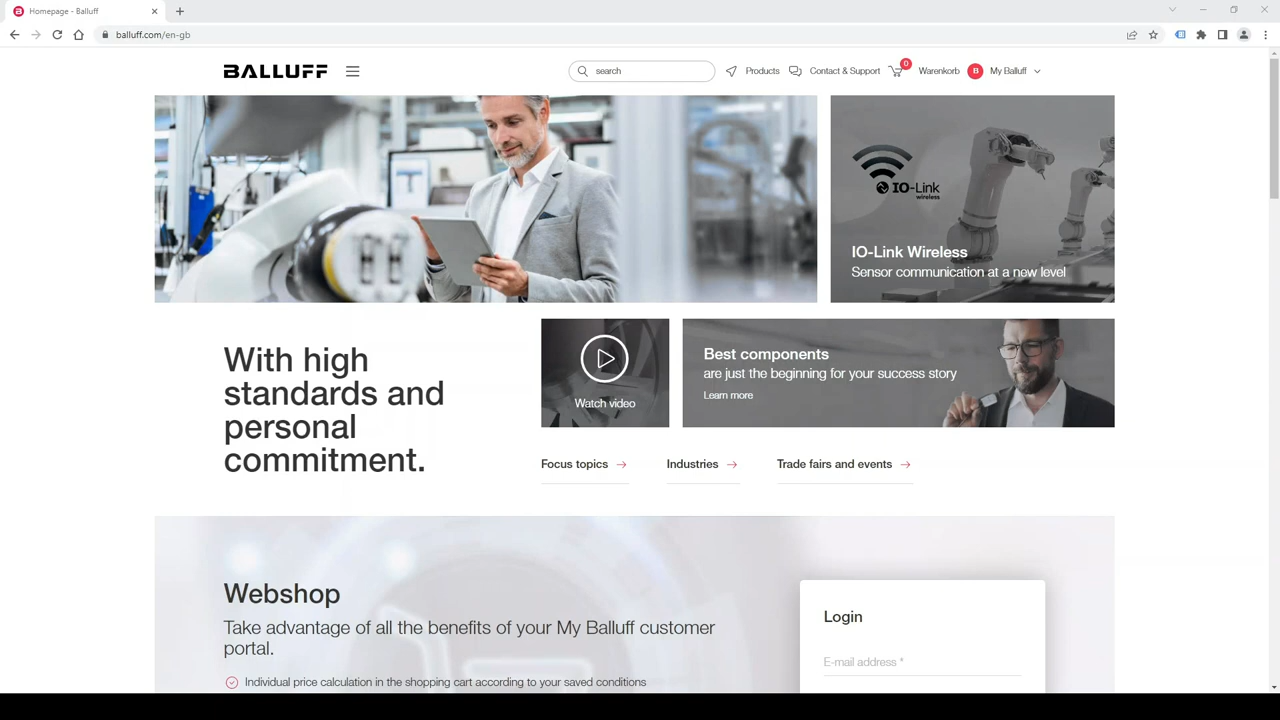 Homepage - Balluff
balluff.com/en-gb
BALLUFF
search
Products
Contact & Support
0
Warenkorb
B
My Balluff
IO-Link
wireless
IO-Link Wireless
Sensor communication at a new level
With high
standards and
personal
commitment.
Watch video
Best components
are just the beginning for your success story
Learn more
Focus topics
Industries
Trade fairs and events
Webshop
Take advantage of all the benefits of your My Balluff customer
portal.
Individual price calculation in the shopping cart according to your saved conditions
Login
E-mail address *